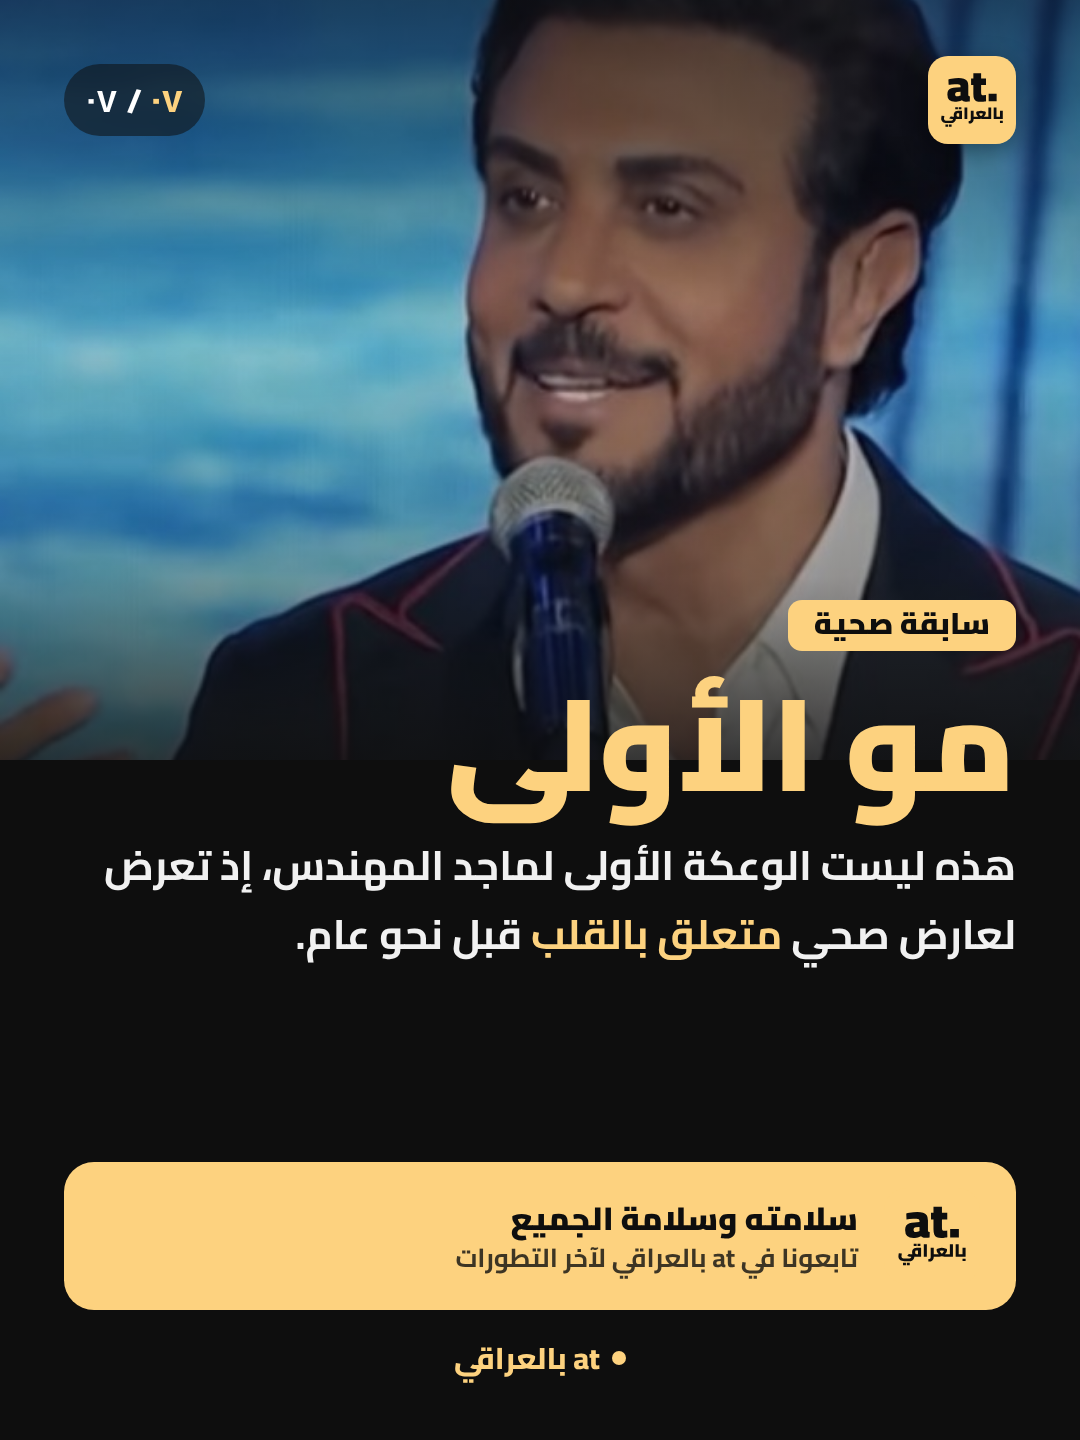 at.
بالعراقي
٠٧ / ٠٧
سابقة صحية
مو الأولى
هذه ليست الوعكة الأولى لماجد المهندس، إذ تعرض
لعارض صحي متعلق بالقلب قبل نحو عام.
at.
بالعراقي
سلامته وسلامة الجميع
تابعونا في at بالعراقي لآخر التطورات
at بالعراقي